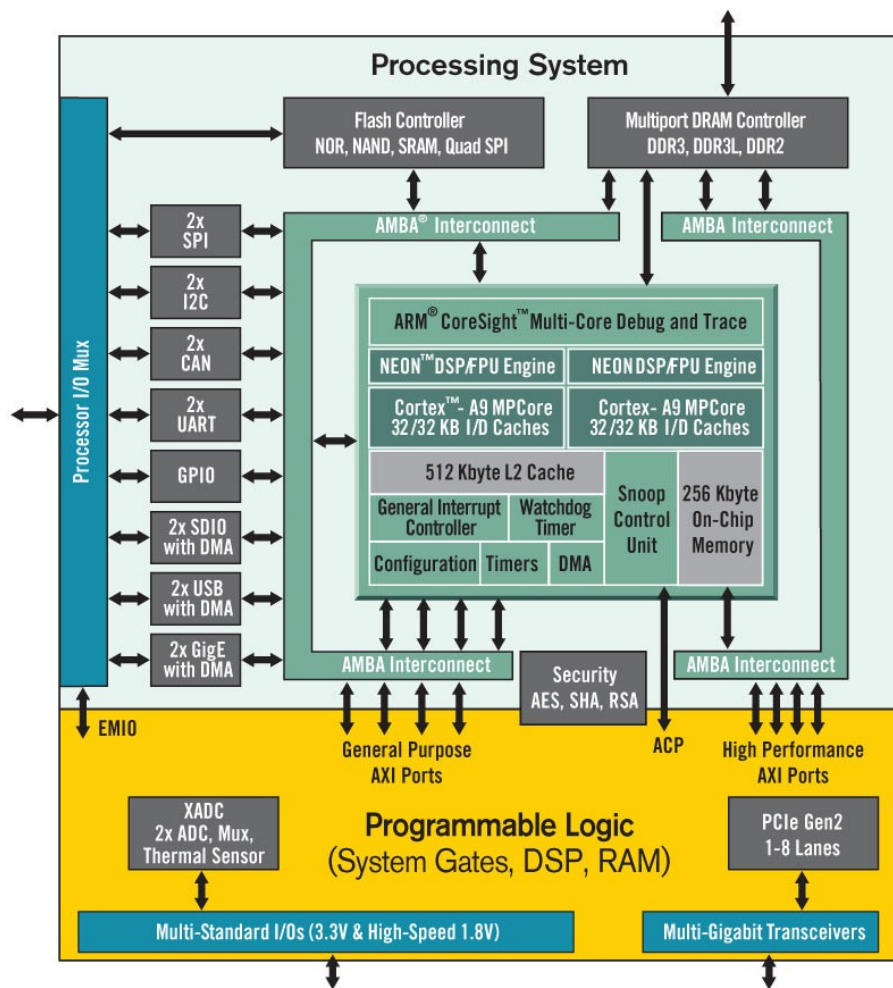 Processing System
Flash Controller
NOR, NAND, SRAM, Quad SPI
Multiport DRAM Controller
DDR3, DDR3L, DDR2
AMBA® Interconnect
AMBA Interconnect
Processor I/O Mux
2x
SPI
2x
I2C
2x
CAN
2x
UART
GPIO
2x SDIO
with DMA
2x USB
with DMA
2x GigE
with DMA
ARM® CoreSight™ Multi-Core Debug and Trace
NEON™ DSP/FPU Engine
NEON DSP/FPU Engine
Cortex™- A9 MPCore
32/32 KB I/D Caches
Cortex- A9 MPCore
32/32 KB I/D Caches
512 Kbyte L2 Cache
General Interrupt
Controller
Watchdog
Timer
Configuration
Timers
DMA
Snoop
Control
Unit
256 Kbyte
On-Chip
Memory
AMBA Interconnect
Security
AES, SHA, RSA
AMBA Interconnect
EMIO
General Purpose
AXI Ports
ACP
High Performance
AXI Ports
XADC
2x ADC, Mux,
Thermal Sensor
Programmable Logic
(System Gates, DSP, RAM)
PCIe Gen2
1-8 Lanes
Multi-Standard I/Os (3.3V & High-Speed 1.8V)
Multi-Gigabit Transceivers